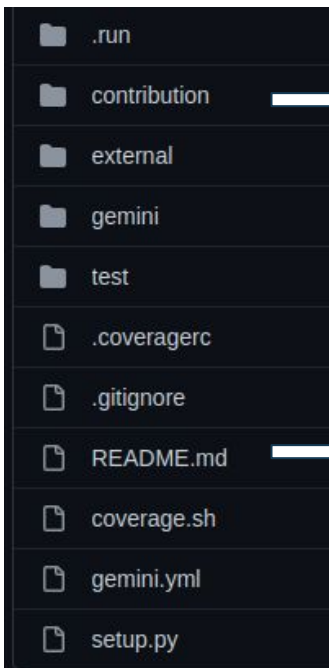 .run
contribution
external
gemini
test
.coveragerc
.gitignore
README.md
coverage.sh
gemini.yml
setup.py